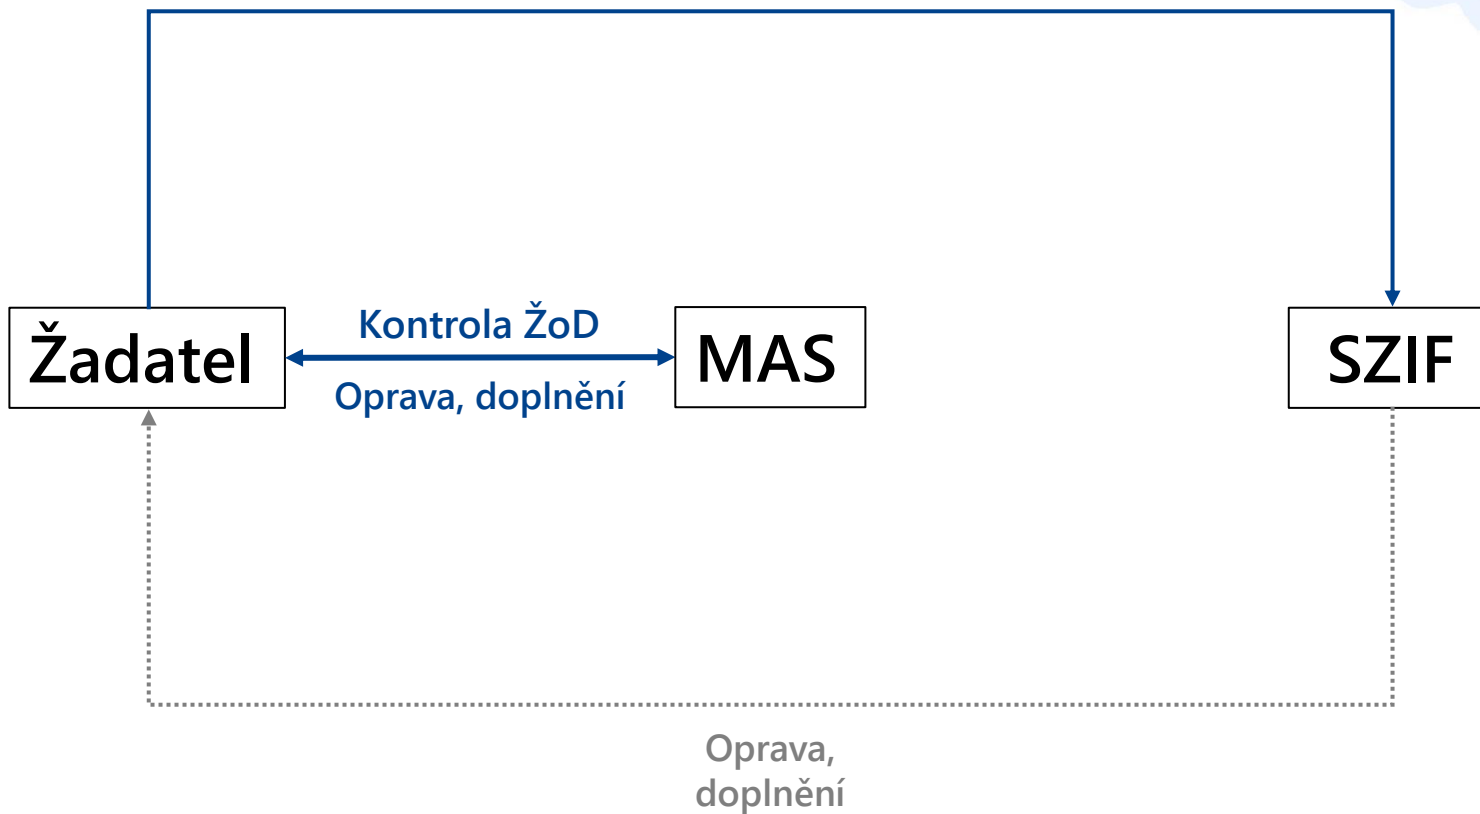 Žadatel
Kontrola ŽoD
Oprava, doplnění
MAS
SZIF
Oprava,
doplnění